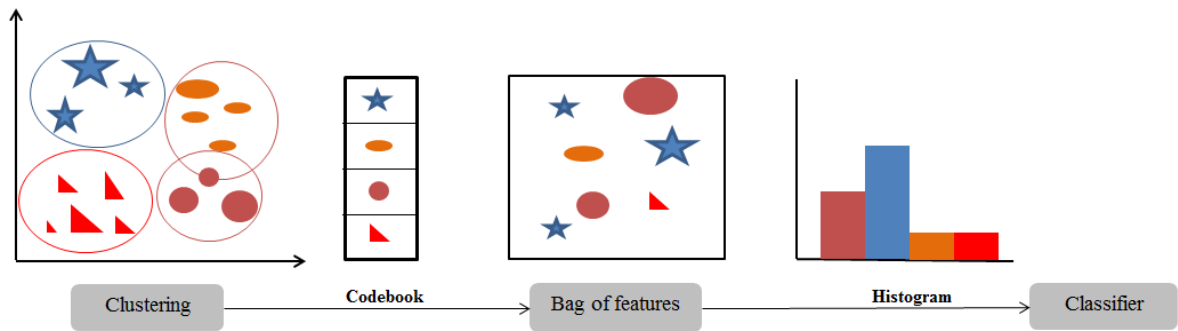 Clustering
Codebook
Bag of features
Histogram
Classifier